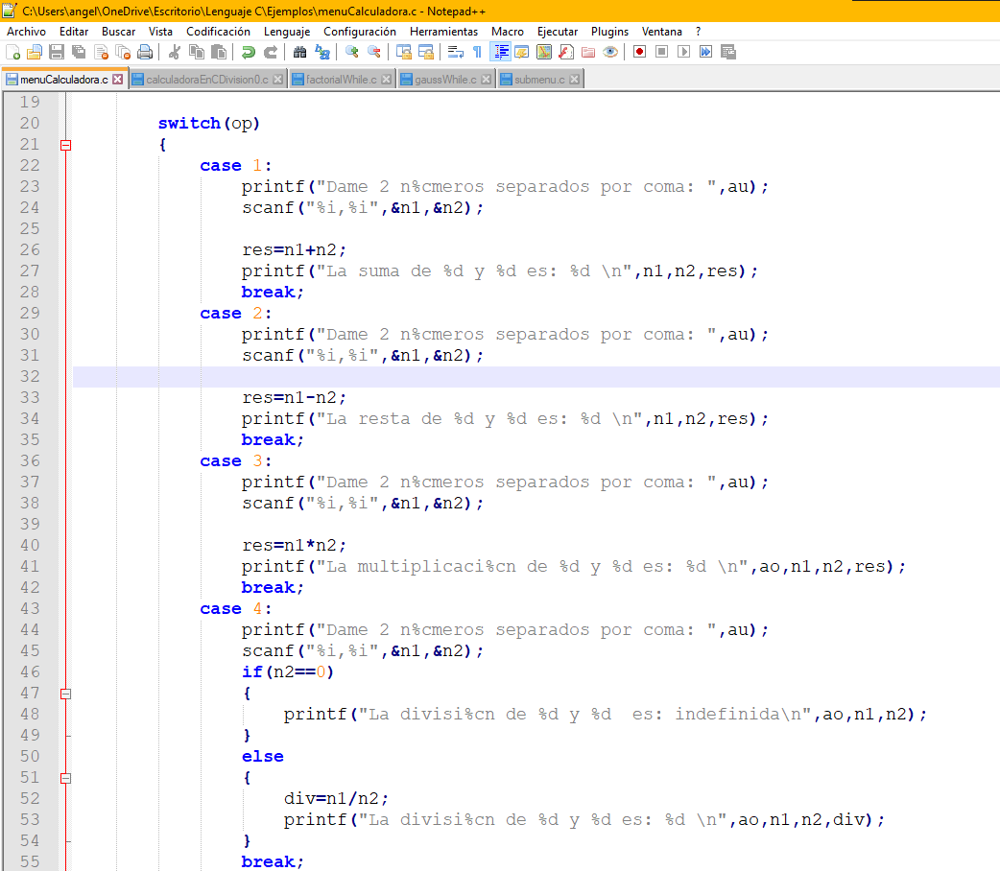 C:\Users\angel\OneDrive\Escritorio\Lenguaje C\Ejemplos\menuCalculadora.c - Notepad++
Archivo Editar Buscar Vista Codificación Lenguaje Configuración Herramientas Macro Ejecutar Plugins Ventana ?
menuCalculadora.c calculadoraEnCDivision0.c factorialWhile.c gaussWhile.c submenu.c
19
20 switch(op)
21 {
22 case 1:
23 printf("Dame 2 n%cmeros separados por coma: ",au);
24 scanf("%i,%i",&n1,&n2);
25
26 res=n1+n2;
27 printf("La suma de %d y %d es: %d \n",n1,n2,res);
28 break;
29 case 2:
30 printf("Dame 2 n%cmeros separados por coma: ",au);
31 scanf("%i,%i",&n1,&n2);
32
33 res=n1-n2;
34 printf("La resta de %d y %d es: %d \n",n1,n2,res);
35 break;
36 case 3:
37 printf("Dame 2 n%cmeros separados por coma: ",au);
38 scanf("%i,%i",&n1,&n2);
39
40 res=n1*n2;
41 printf("La multiplicaci%cn de %d y %d es: %d \n",ao,n1,n2,res);
42 break;
43 case 4:
44 printf("Dame 2 n%cmeros separados por coma: ",au);
45 scanf("%i,%i",&n1,&n2);
46 if(n2==0)
47 {
48 printf("La divisi%cn de %d y %d  es: indefinida\n",ao,n1,n2);
49 }
50 else
51 {
52 div=n1/n2;
53 printf("La divisi%cn de %d y %d es: %d \n",ao,n1,n2,div);
54 }
55 break;